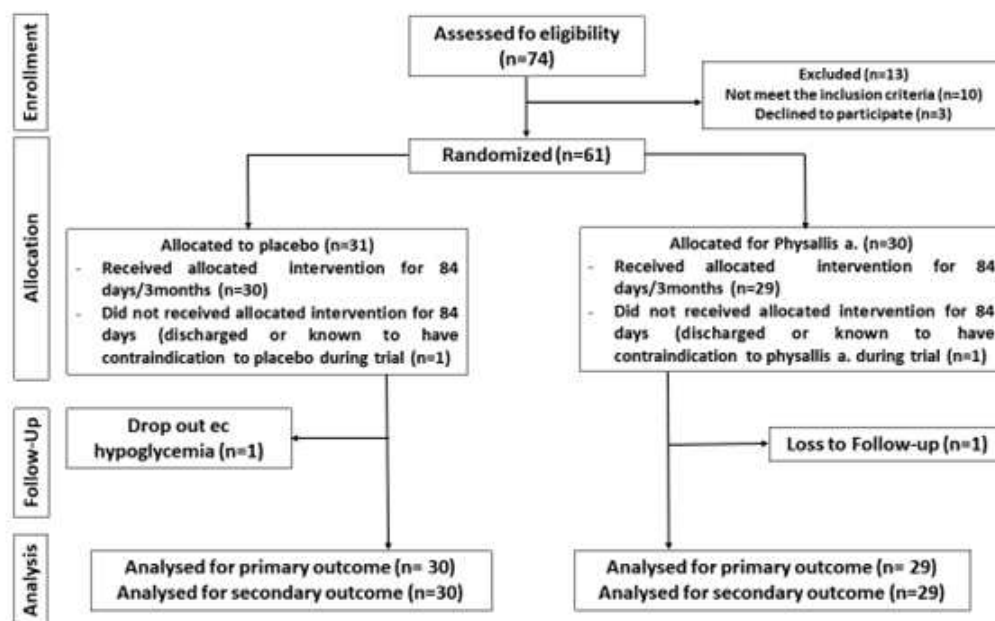 Enrollment
Assessed fo eligibility
(n=74)
Excluded (n=13)
Not meet the inclusion criteria (n=10)
Declined to participate (n=3)
Allocation
Randomized (n=61)
Allocated to placebo (n=31)
- Received allocated intervention for 84
days/3months (n=30)
- Did not received allocated intervention for 84
days (discharged or known to have
contraindication to placebo during trial (n=1)
Allocated for Physallis a. (n=30)
- Received allocated intervention for 84
days/3months (n=29)
- Did not received allocated intervention for 84
days (discharged or known to have
contraindication to physallis a. during trial (n=1)
Follow-Up
Drop out ec
hypoglycemia (n=1)
Loss to Follow-up (n=1)
Analysis
Analysed for primary outcome (n= 30)
Analysed for secondary outcome (n=30)
Analysed for primary outcome (n= 29)
Analysed for secondary outcome (n=29)